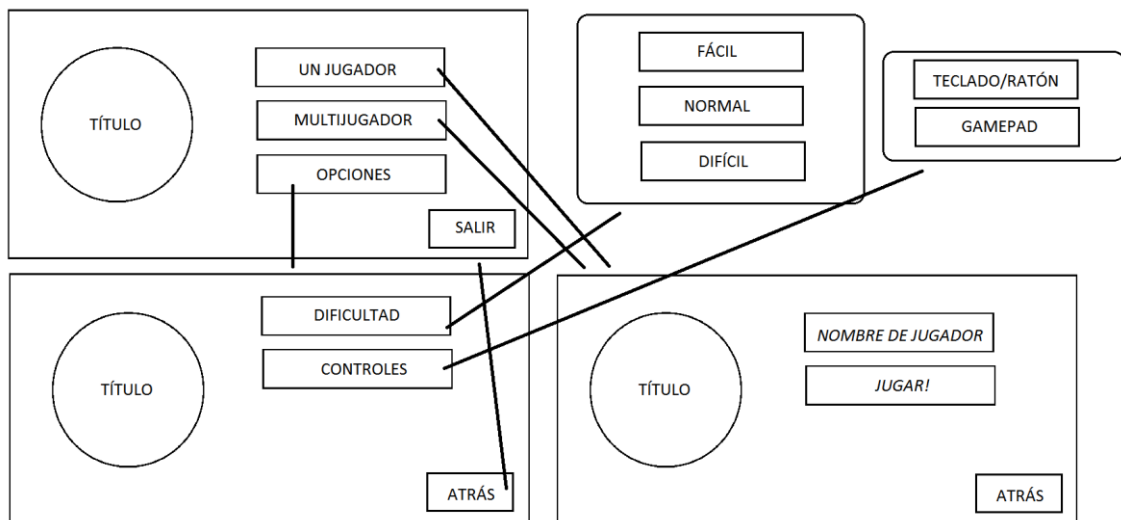 TÍTULO
UN JUGADOR
MULTIJUGADOR
OPCIONES
SALIR
FÁCIL
NORMAL
DIFÍCIL
TECLADO/RATÓN
GAMEPAD
TÍTULO
DIFICULTAD
CONTROLES
ATRÁS
TÍTULO
NOMBRE DE JUGADOR
JUGAR!
ATRÁS